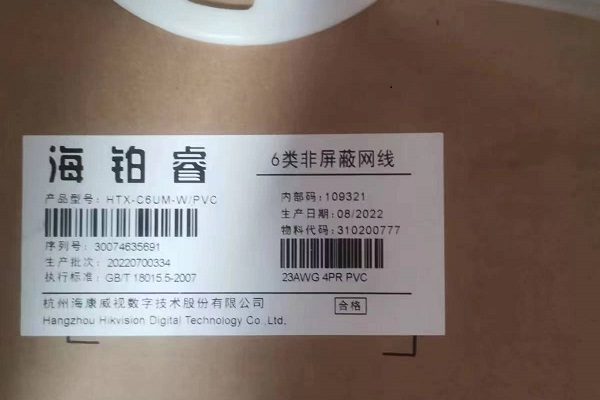 海铂睿
6类非屏蔽网线
产品型号: HTX-C6UM-W/PVC
序列号: 30074635691
生产批次: 20220700334
执行标准: GB/T 18015.5-2007
内部码: 109321
生产日期: 08/2022
物料代码: 310200777
23AWG 4PR PVC
杭州海康威视数字技术股份有限公司
Hangzhou Hikvision Digital Technology Co.,Ltd.
合格